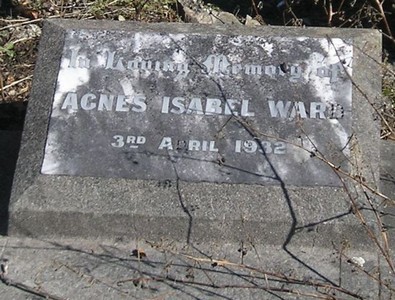 In Loving Memory of
AGNES ISABEL WARD
3RD APRIL 1932